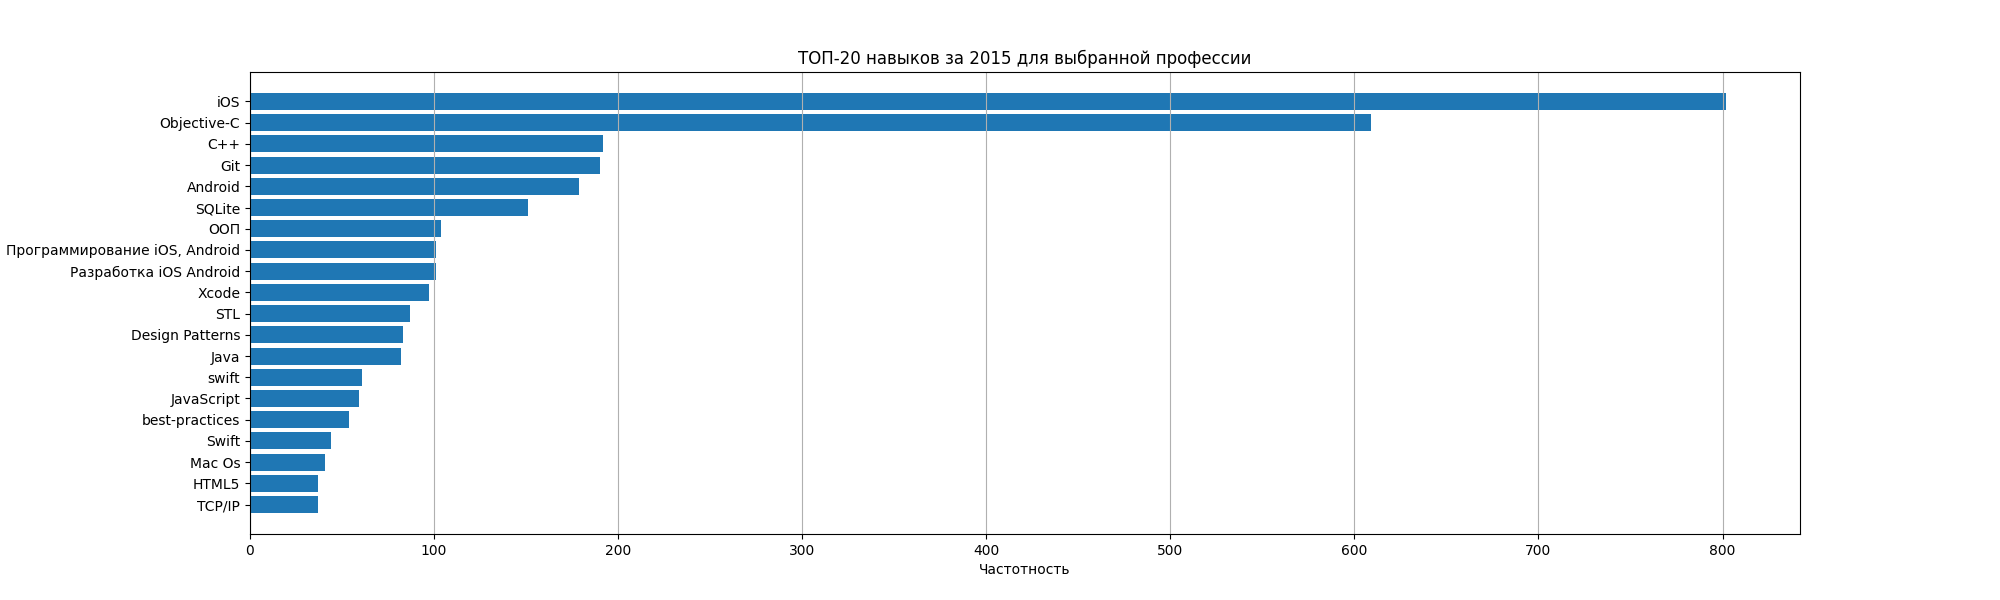 ТОП-20 навыков за 2015 для выбранной профессии
iOS
Objective-C
C++
Git
Android
SQLite
ООП
Программирование iOS, Android
Разработка iOS Android
Xcode
STL
Design Patterns
Java
swift
JavaScript
best-practices
Swift
Mac Os
HTML5
TCP/IP
0 100 200 300 400 500 600 700 800
Частотность